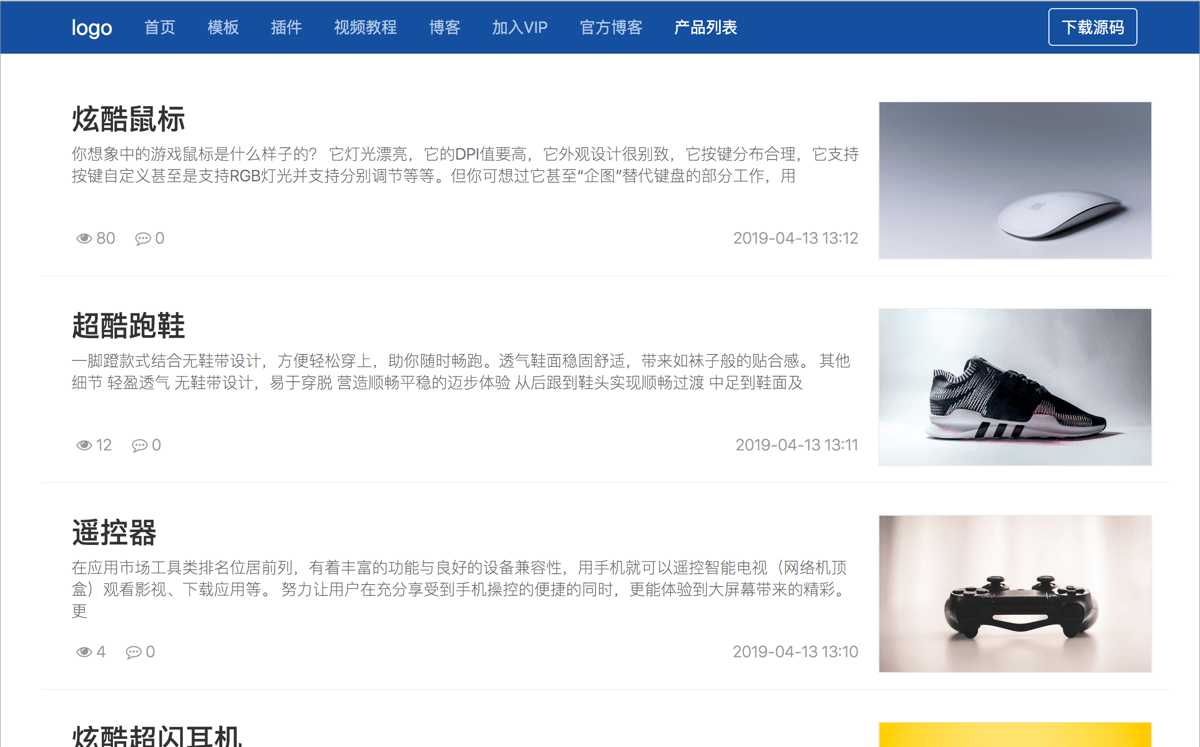 logo 首页 模板 插件 视频教程 博客 加入VIP 官方博客 产品列表 下载源码
炫酷鼠标
你想象中的游戏鼠标是什么样子的？ 它灯光漂亮，它的DPI值要高，它外观设计很别致，它按键分布合理，它支持
按键自定义甚至是支持RGB灯光并支持分别调节等等。但你可想过它甚至“企图”替代键盘的部分工作，用
80 0 2019-04-13 13:12
超酷跑鞋
一脚蹬款式结合无鞋带设计，方便轻松穿上，助你随时畅跑。透气鞋面稳固舒适，带来如袜子般的贴合感。 其他
细节 轻盈透气 无鞋带设计，易于穿脱 营造顺畅平稳的迈步体验 从后跟到鞋头实现顺畅过渡 中足到鞋面及
12 0 2019-04-13 13:11
遥控器
在应用市场工具类排名位居前列，有着丰富的功能与良好的设备兼容性，用手机就可以遥控智能电视（网络机顶
盒）观看影视、下载应用等。 努力让用户在充分享受到手机操控的便捷的同时，更能体验到大屏幕带来的精彩。
更
4 0 2019-04-13 13:10
炫酷超闪耳机